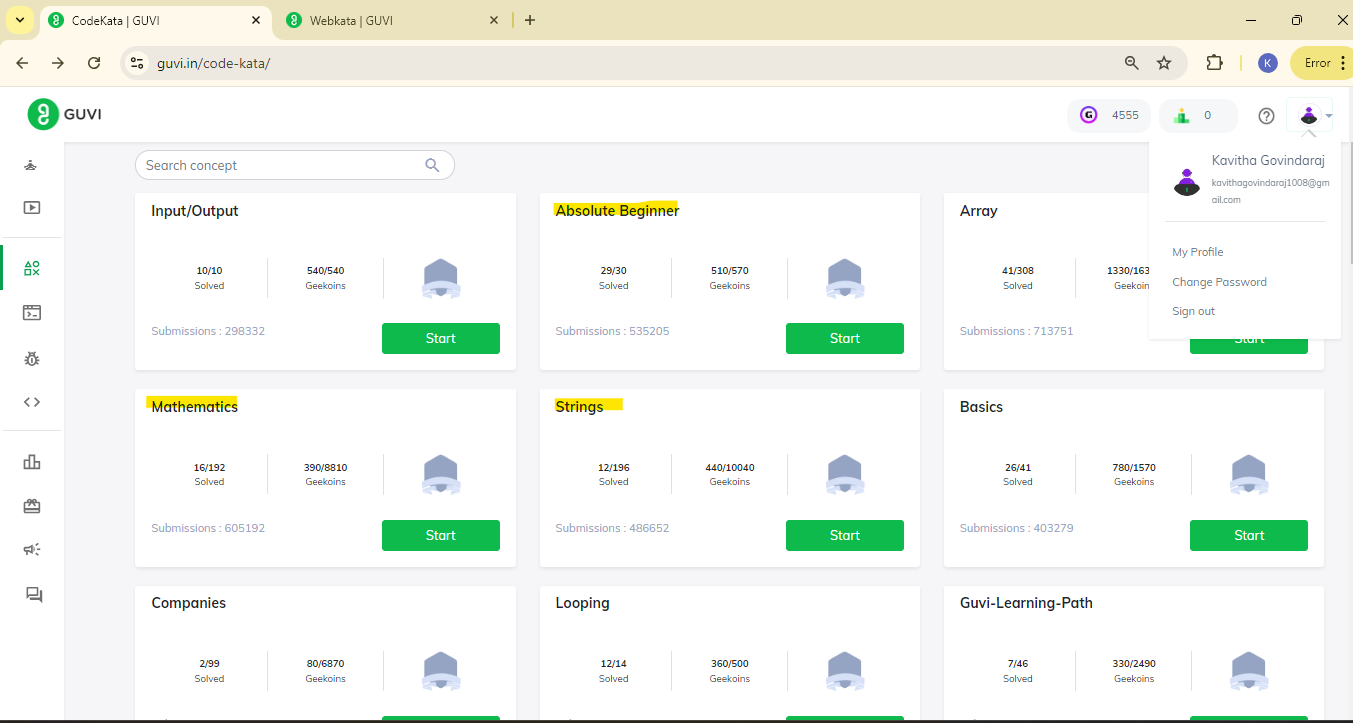 CodeKata | GUVI
Webkata | GUVI
guvi.in/code-kata/
K
Error
GUVI
G
4555
0
Kavitha Govindaraj
kavithagovindaraj1008@gm
ail.com
My Profile
Change Password
Sign out
Search concept
Input/Output
10/10
Solved
540/540
Geekoins
Submissions : 298332
Start
Absolute Beginner
29/30
Solved
510/570
Geekoins
Submissions : 535205
Start
Array
41/308
Solved
1330/163
Geekoin
Submissions : 713751
Start
Mathematics
16/192
Solved
390/8810
Geekoins
Submissions : 605192
Start
Strings
12/196
Solved
440/10040
Geekoins
Submissions : 486652
Start
Basics
26/41
Solved
780/1570
Geekoins
Submissions : 403279
Start
Companies
2/99
Solved
80/6870
Geekoins
Looping
12/14
Solved
360/500
Geekoins
Guvi-Learning-Path
7/46
Solved
330/2490
Geekoins